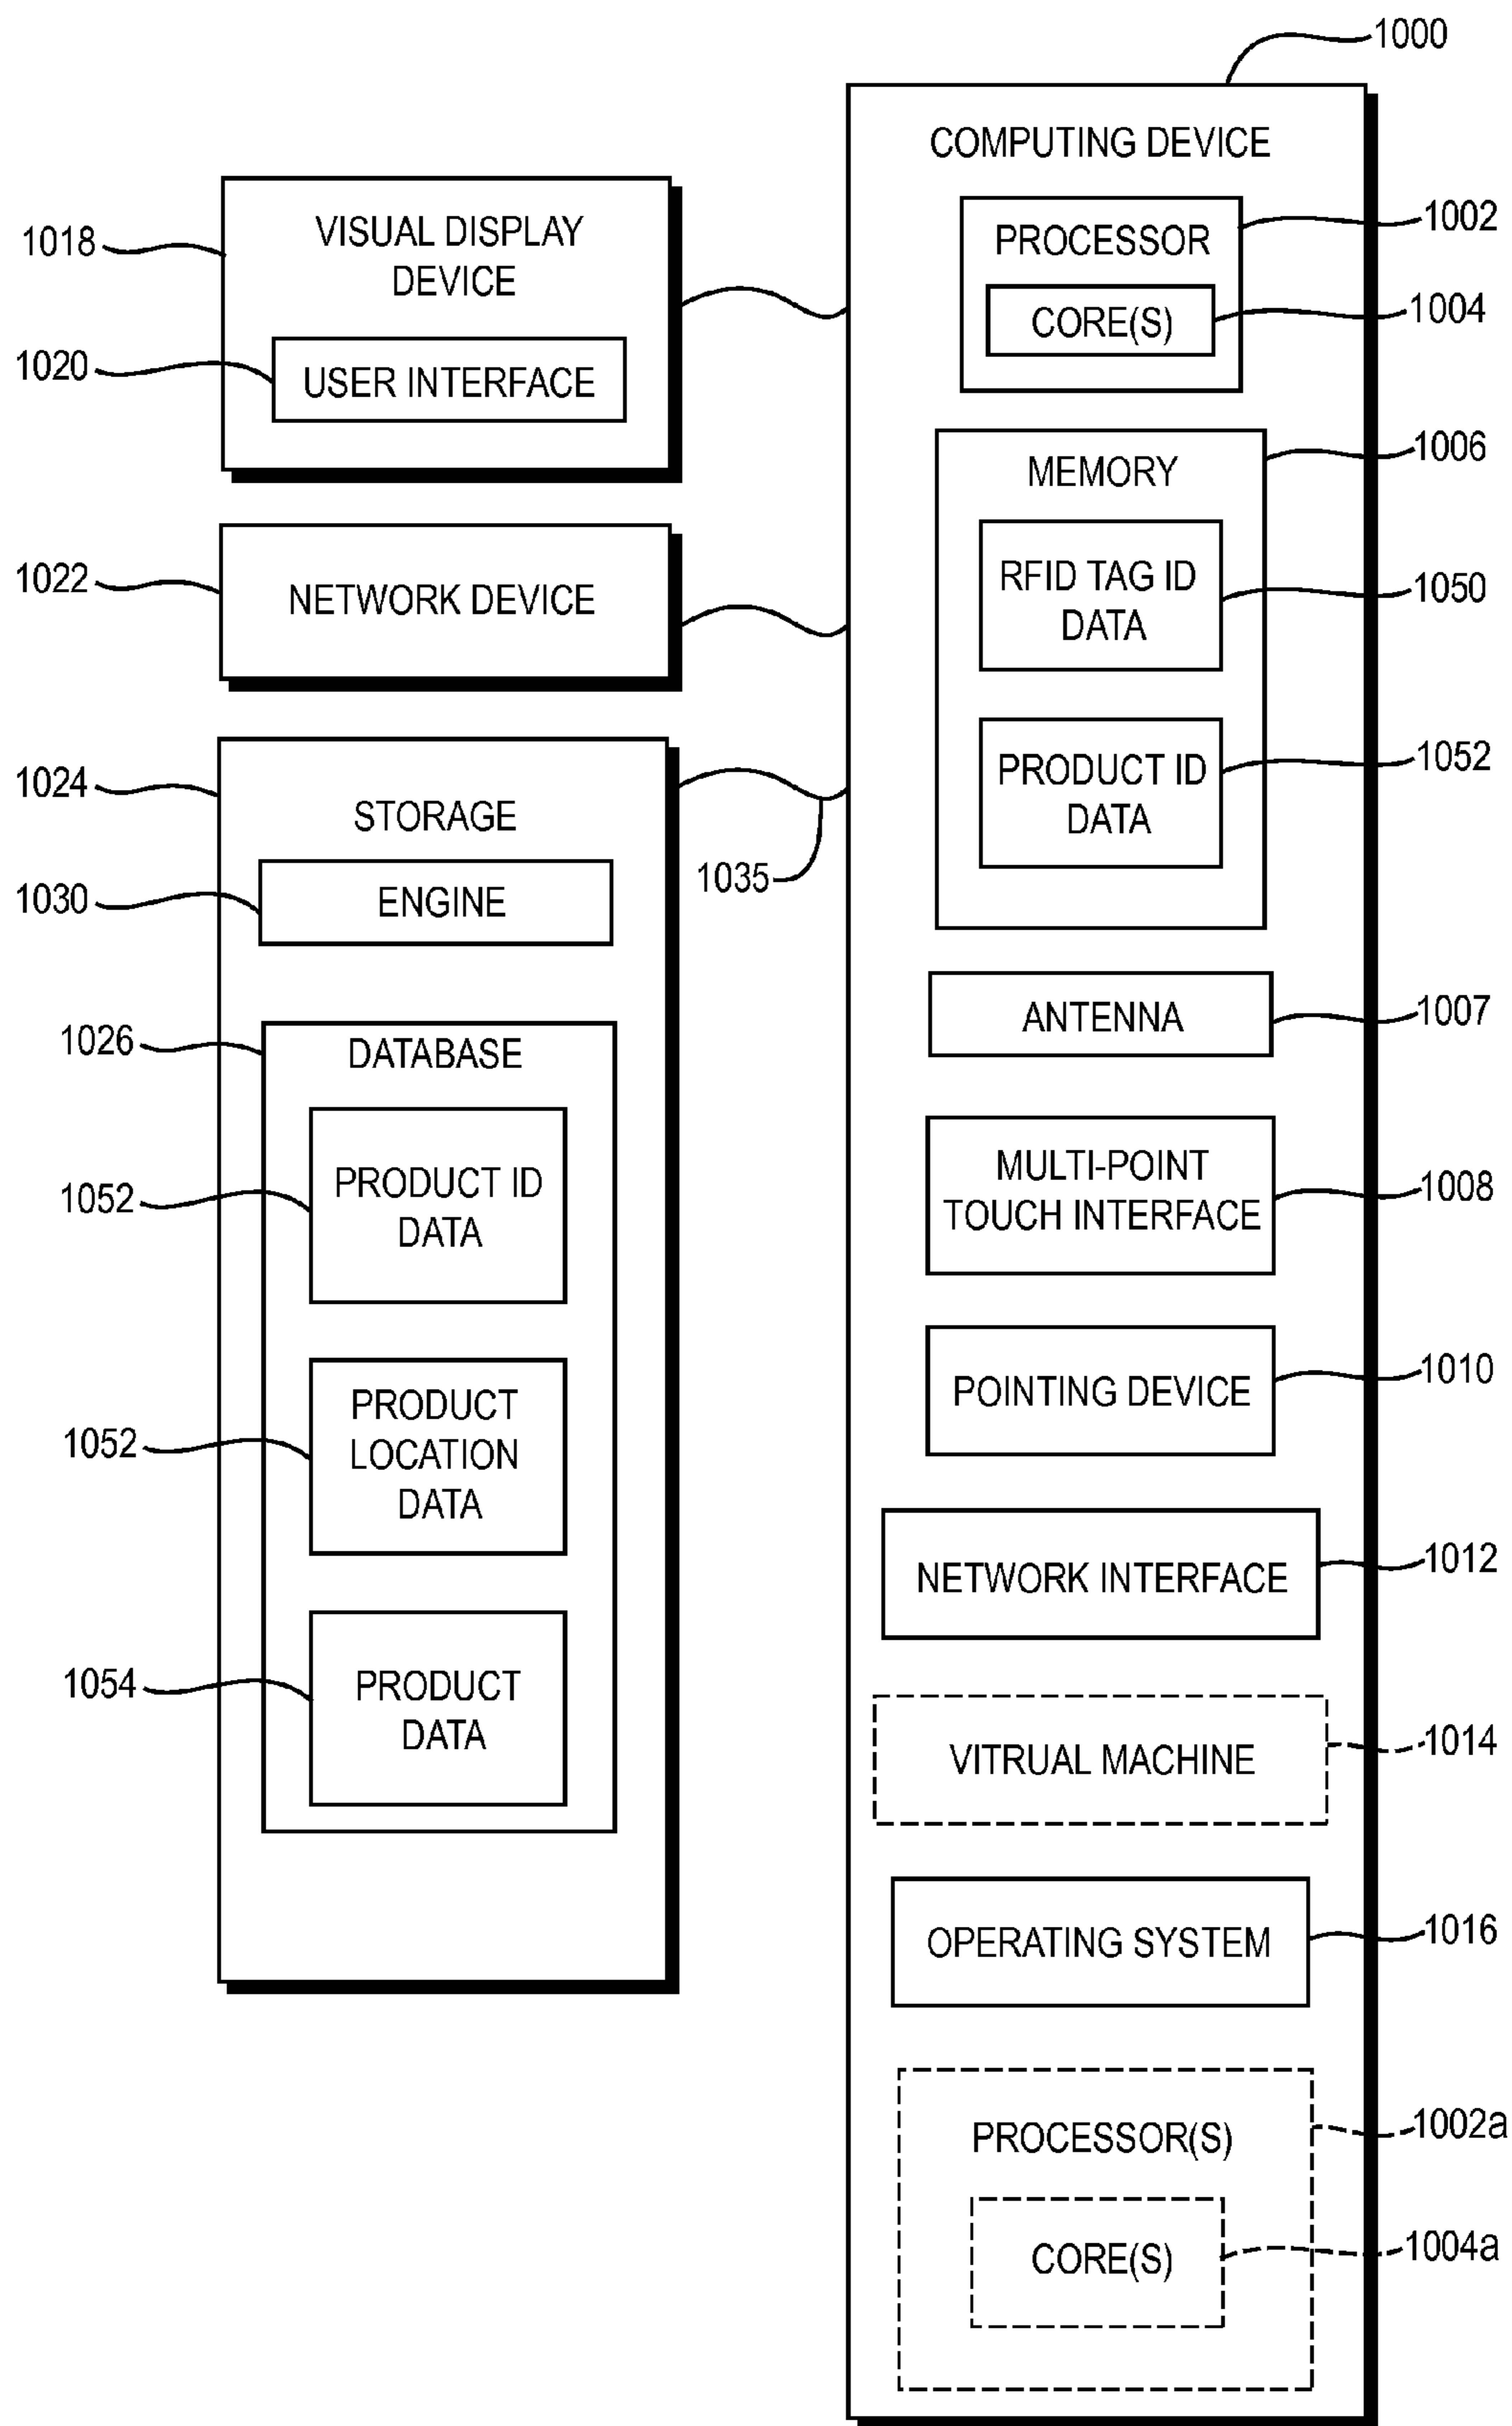 1000
COMPUTING DEVICE
PROCESSOR
1002
CORE(S)
1004
MEMORY
1006
RFID TAG ID
DATA
1050
PRODUCT ID
DATA
1052
ANTENNA
1007
MULTI-POINT
TOUCH INTERFACE
1008
POINTING DEVICE
1010
NETWORK INTERFACE
1012
VITRUAL MACHINE
1014
OPERATING SYSTEM
1016
PROCESSOR(S)
1002a
CORE(S)
1004a
1018
VISUAL DISPLAY
DEVICE
1020
USER INTERFACE
1022
NETWORK DEVICE
1024
STORAGE
1035
1030
ENGINE
1026
DATABASE
1052
PRODUCT ID
DATA
1052
PRODUCT
LOCATION
DATA
1054
PRODUCT
DATA